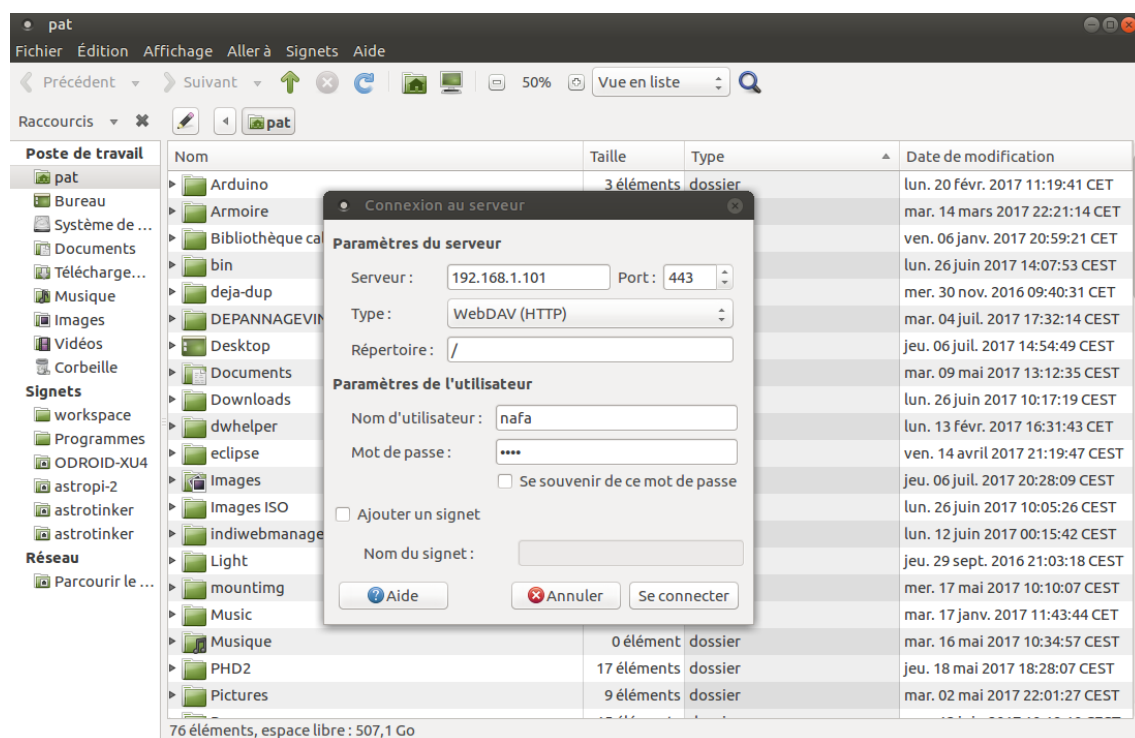 pat
Fichier Édition Affichage Aller à Signets Aide
Précédent Suivant 50% Vue en liste
Raccourcis pat
Poste de travail
pat
Bureau
Système de ...
Documents
Télécharge...
Musique
Images
Vidéos
Corbeille
Signets
workspace
Programmes
ODROID-XU4
astropi-2
astrotinker
astrotinker
Réseau
Parcourir le ...
Nom Taille Type Date de modification
Arduino 3 éléments dossier lun. 20 févr. 2017 11:19:41 CET
Armoire mar. 14 mars 2017 22:21:14 CET
Bibliothèque cal ven. 06 janv. 2017 20:59:21 CET
bin lun. 26 juin 2017 14:07:53 CEST
deja-dup mer. 30 nov. 2016 09:40:31 CET
DEPANNAGEVIN mar. 04 juil. 2017 17:32:14 CEST
Desktop jeu. 06 juil. 2017 14:54:49 CEST
Documents mar. 09 mai 2017 13:12:35 CEST
Downloads lun. 26 juin 2017 10:17:19 CEST
dwhelper lun. 13 févr. 2017 16:31:43 CET
eclipse ven. 14 avril 2017 21:19:47 CEST
Images jeu. 06 juil. 2017 20:28:09 CEST
Images ISO lun. 26 juin 2017 10:05:26 CEST
indiwebmanage lun. 12 juin 2017 00:15:42 CEST
Light jeu. 29 sept. 2016 21:03:18 CEST
mountimg mer. 17 mai 2017 10:10:07 CEST
Music mar. 17 janv. 2017 11:43:44 CET
Musique 0 élément dossier mar. 16 mai 2017 10:34:57 CEST
PHD2 17 éléments dossier jeu. 18 mai 2017 18:28:07 CEST
Pictures 9 éléments dossier mar. 02 mai 2017 22:01:27 CEST
76 éléments, espace libre : 507,1 Go
Connexion au serveur
Paramètres du serveur
Serveur : 192.168.1.101 Port : 443
Type : WebDAV (HTTP)
Répertoire : /
Paramètres de l'utilisateur
Nom d'utilisateur : nafa
Mot de passe : ••••
Se souvenir de ce mot de passe
Ajouter un signet
Nom du signet :
Aide Annuler Se connecter